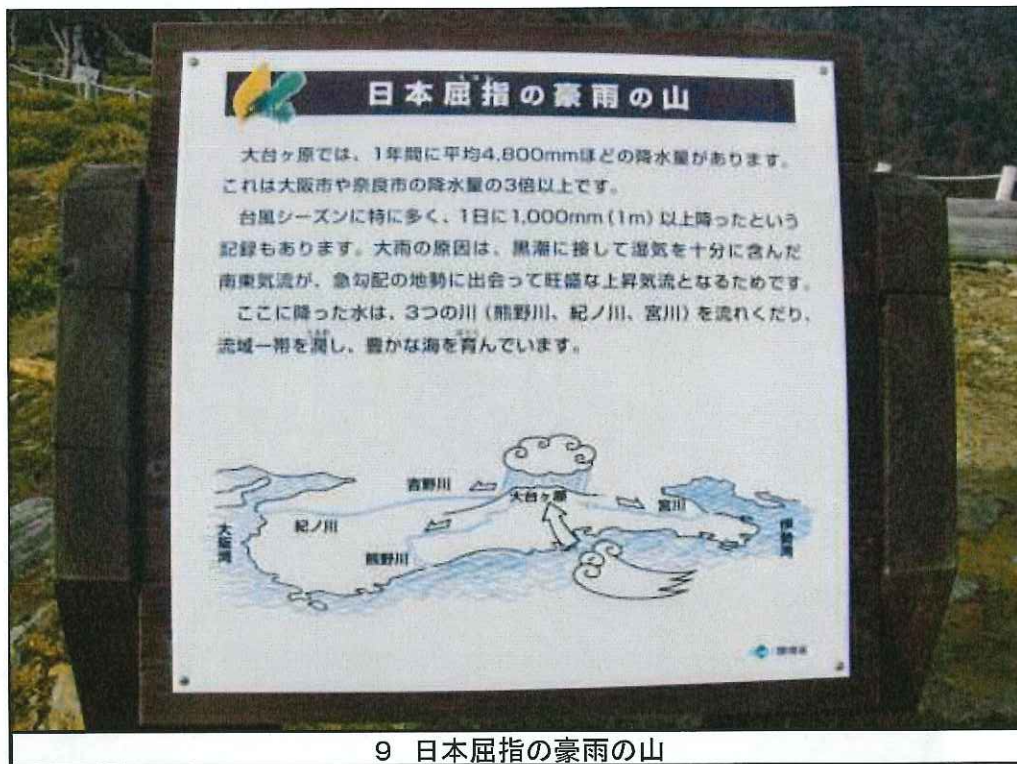 日本屈指の豪雨の山
大台ヶ原では、1年間に平均4,800mmほどの降水量があります。
これは大阪市や奈良市の降水量の3倍以上です。
台風シーズンに特に多く、1日に1,000mm(1m)以上降ったという
記録もあります。大雨の原因は、黒潮に接して湿気を十分に含んだ
南東気流が、急勾配の地勢に出会って旺盛な上昇気流となるためです。
ここに降った水は、3つの川(熊野川、紀ノ川、宮川)を流れくだり、
流域一帯を潤し、豊かな海を育んでいます。
吉野川
大台ヶ原
宮川
紀ノ川
大阪湾
伊勢湾
熊野川
環境省
9 日本屈指の豪雨の山